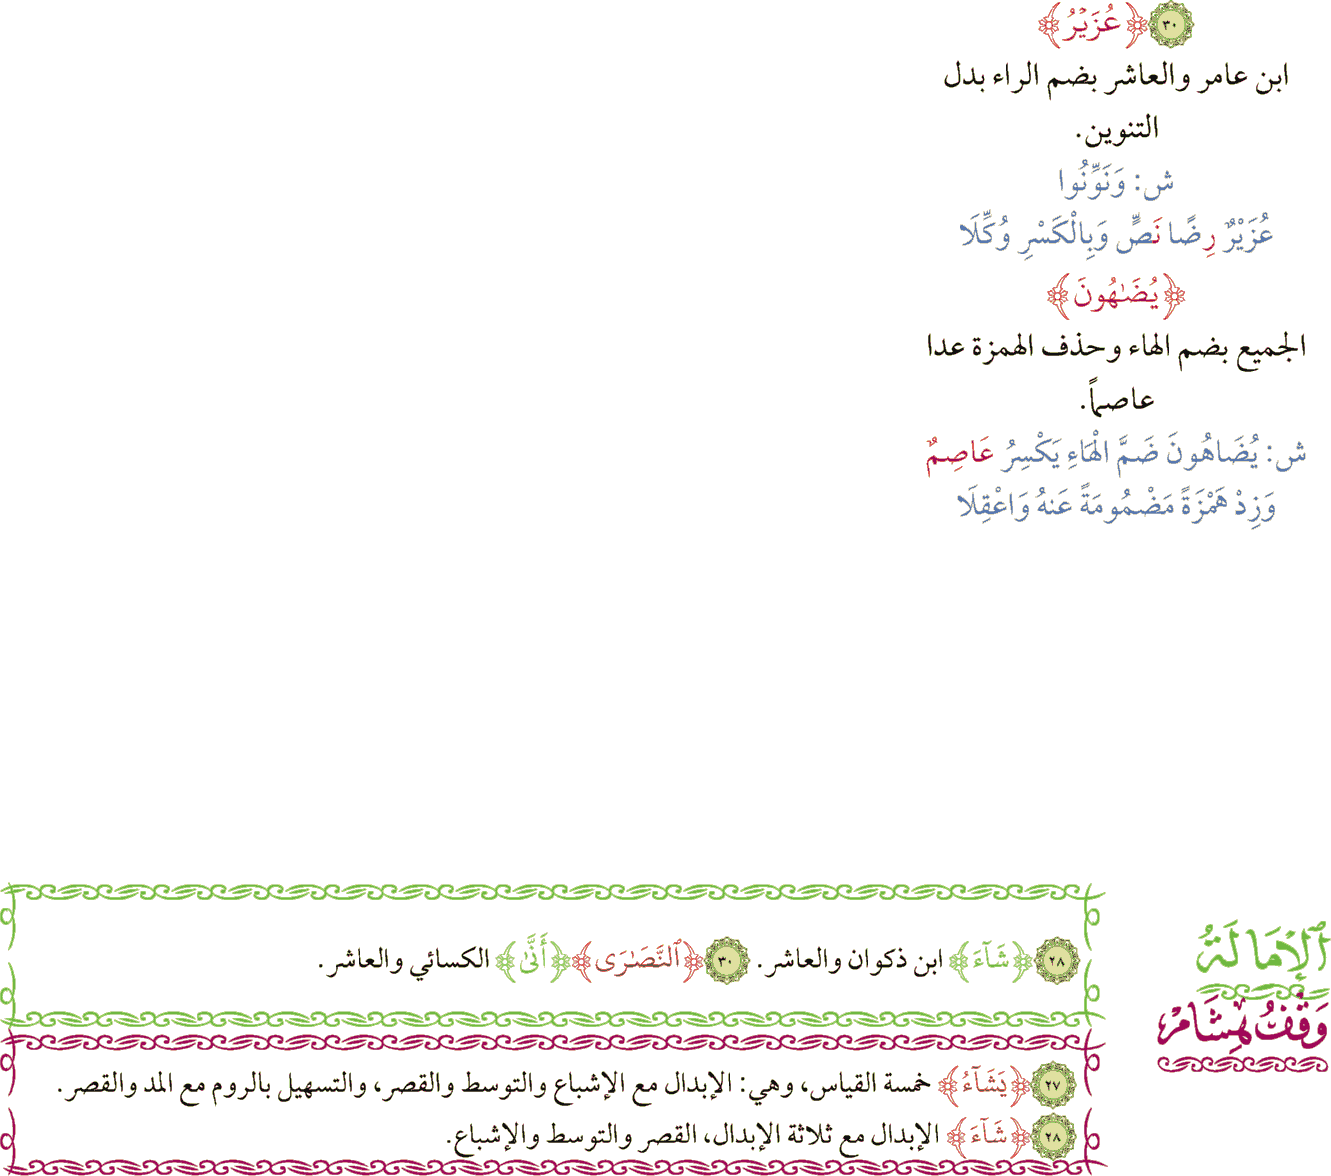 ٣٠ ﴿عُزَيۡرُ﴾
ابن عامر والعاشر بضم الراء بدل
التنوين.
ش: وَنَوِّنُوا
عُزَيْرٌ رِضًا نَصٍّ وَبِالْكَسْرِ وُكِّلَا
﴿يُضَٰهُونَ﴾
الجميع بضم الهاء وحذف الهمزة عدا
عاصماً.
ش: يُضَاهُونَ ضَمَّ الْهَاءِ يَكْسِرُ عَاصِمٌ
وَزِدْ هَمْزَةً مَضْمُومَةً عَنهُ وَاعْقِلَا
ٱلْإِمَالَةُ
٢٨ ﴿شَآءَ﴾ ابن ذكوان والعاشر. ٣٠ ﴿ٱلنَّصَٰرَى﴾ ﴿أَنَّىٰ﴾ الكسائي والعاشر.
وَقْفُ هِشَامْ
٢٧ ﴿يَشَآءُ﴾ خمسة القياس، وهي: الإبدال مع الإشباع والتوسط والقصر، والتسهيل بالروم مع المد والقصر.
٢٨ ﴿شَآءَ﴾ الإبدال مع ثلاثة الإبدال، القصر والتوسط والإشباع.